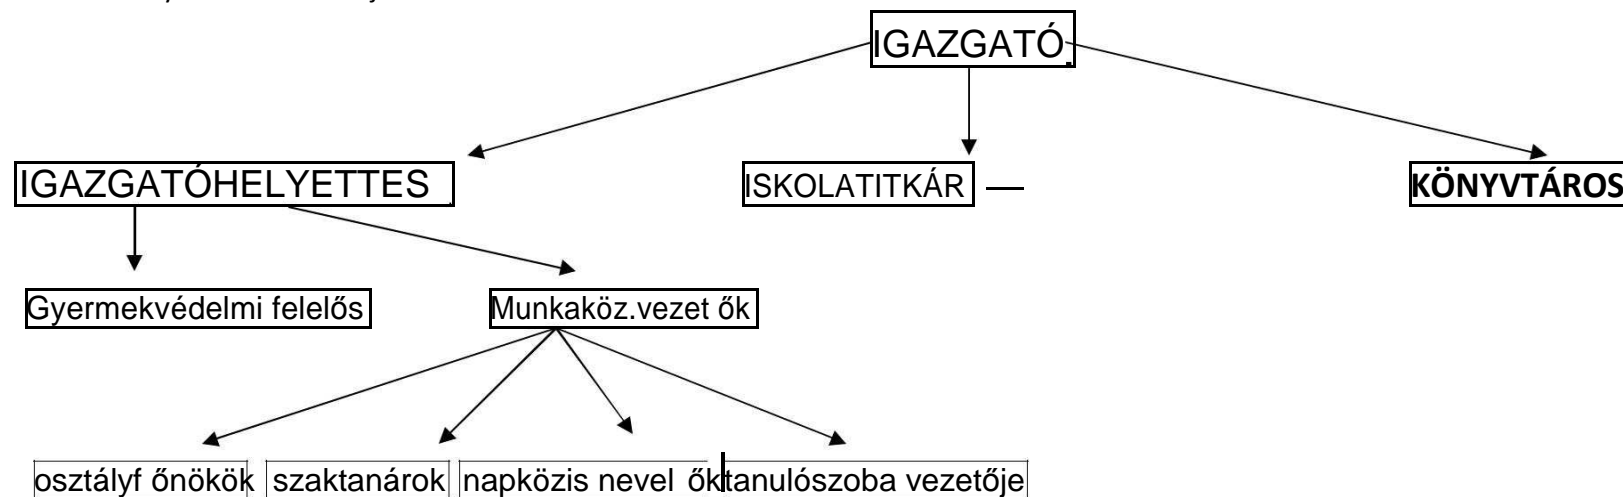 IGAZGATÓ
IGAZGATÓHELYETTES
ISKOLATITKÁR —
KÖNYVTÁROS
Gyermekvédelmi felelős
Munkaköz.vezet ők
osztályf őnökök
szaktanárok
napközis nevel ők
tanulószoba vezetője